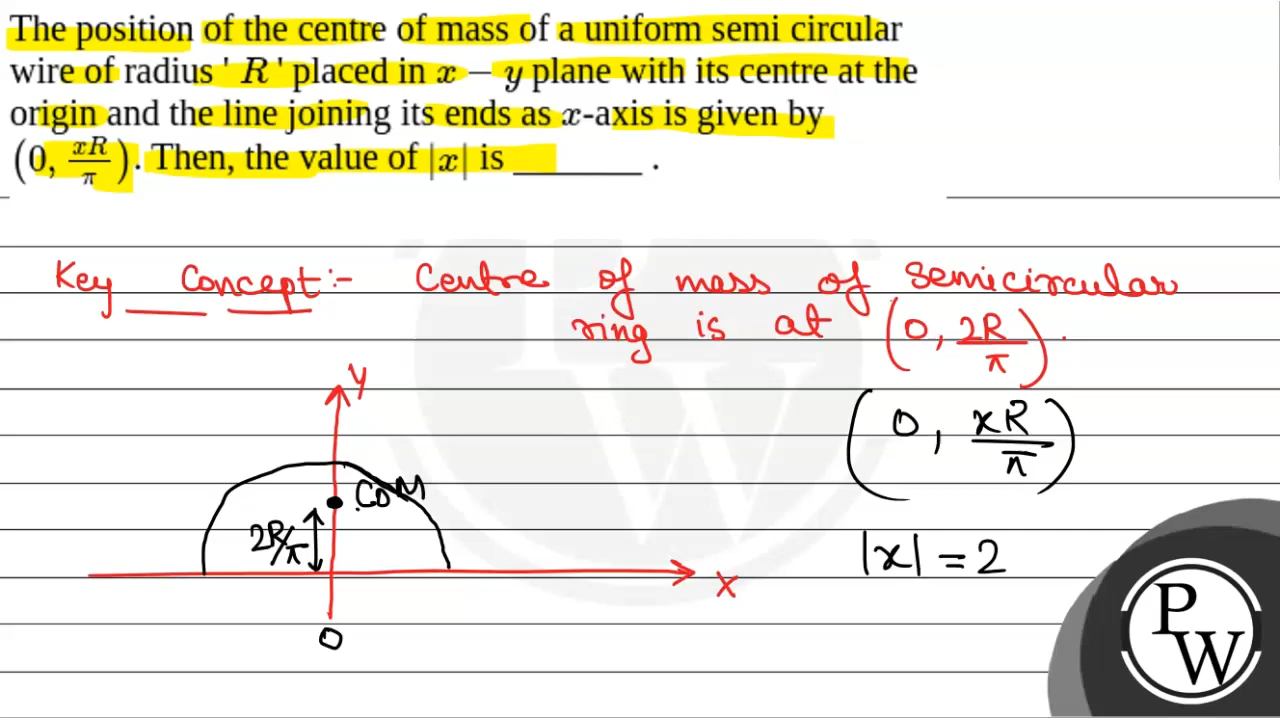 The position of the centre of mass of a uniform semi circular
wire of radius ' R ' placed in x − y plane with its centre at the
origin and the line joining its ends as x-axis is given by
(0, xR/π). Then, the value of |x| is ________ .
Key Concept:- Centre of mass of semicircular
ring is at (0, 2R/π).
y
(0, xR/π)
COM
2R/π
|x| = 2
x
O
P
W